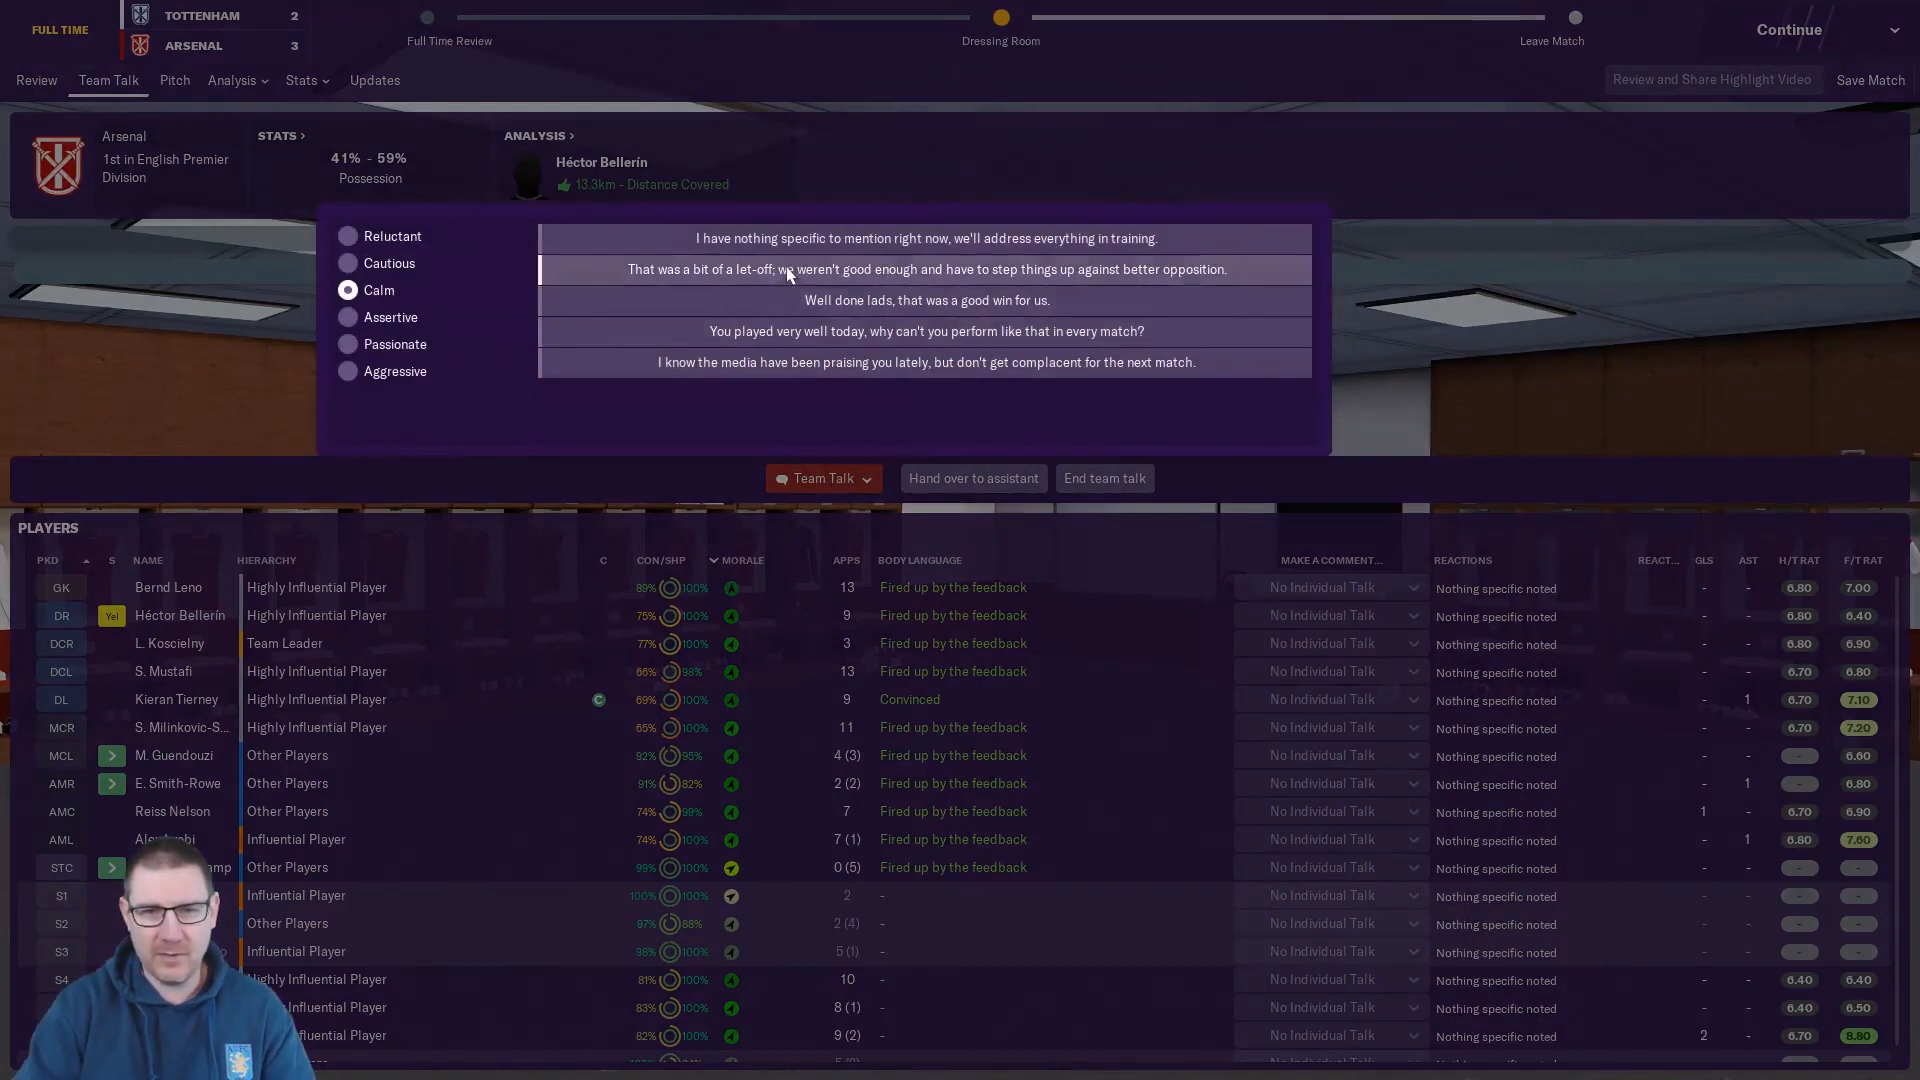 FULL TIME
TOTTENHAM 2
ARSENAL 3
Full Time Review
Dressing Room
Leave Match
Continue
Review Team Talk Pitch Analysis Stats Updates
Review and Share Highlight Video Save Match
Arsenal
1st in English Premier
Division
STATS >
41% - 59%
Possession
ANALYSIS >
Héctor Bellerín
13.3km - Distance Covered
Reluctant
Cautious
Calm
Assertive
Passionate
Aggressive
I have nothing specific to mention right now, we'll address everything in training.
That was a bit of a let-off; we weren't good enough and have to step things up against better opposition.
Well done lads, that was a good win for us.
You played very well today, why can't you perform like that in every match?
I know the media have been praising you lately, but don't get complacent for the next match.
Team Talk Hand over to assistant End team talk
PLAYERS
PKD S NAME HIERARCHY C CON/SHP MORALE APPS BODY LANGUAGE MAKE A COMMENT... REACTIONS REACT... GLS AST H/T RAT F/T RAT
GK Bernd Leno Highly Influential Player 89% 100% 13 Fired up by the feedback No Individual Talk Nothing specific noted - - 6.80 7.00
DR Yel Héctor Bellerín Highly Influential Player 75% 100% 9 Fired up by the feedback No Individual Talk Nothing specific noted - - 6.80 6.40
DCR L. Koscielny Team Leader 77% 100% 3 Fired up by the feedback No Individual Talk Nothing specific noted - - 6.80 6.90
DCL S. Mustafi Highly Influential Player 66% 98% 13 Fired up by the feedback No Individual Talk Nothing specific noted - - 6.70 6.80
DL Kieran Tierney Highly Influential Player C 69% 100% 9 Convinced No Individual Talk Nothing specific noted - 1 6.70 7.10
MCR S. Milinkovic-S... Highly Influential Player 65% 100% 11 Fired up by the feedback No Individual Talk Nothing specific noted - - 6.70 7.20
MCL M. Guendouzi Other Players 92% 95% 4 (3) Fired up by the feedback No Individual Talk Nothing specific noted - - - 6.60
AMR E. Smith-Rowe Other Players 91% 82% 2 (2) Fired up by the feedback No Individual Talk Nothing specific noted - 1 - 6.80
AMC Reiss Nelson Other Players 74% 99% 7 Fired up by the feedback No Individual Talk Nothing specific noted 1 - 6.70 6.90
AML Influential Player 74% 100% 7 (1) Fired up by the feedback No Individual Talk Nothing specific noted - 1 6.80 7.60
STC amp Other Players 99% 100% 0 (5) Fired up by the feedback No Individual Talk Nothing specific noted - - - -
S1 Influential Player 100% 100% 2 - No Individual Talk Nothing specific noted - - - -
S2 Other Players 97% 88% 2 (4) - No Individual Talk Nothing specific noted - - - -
S3 Influential Player 98% 100% 5 (1) - No Individual Talk Nothing specific noted - - - -
S4 Highly Influential Player 81% 100% 10 - No Individual Talk Nothing specific noted - - 6.40 6.40
fluential Player 83% 100% 8 (1) - No Individual Talk Nothing specific noted - - 6.40 6.50
fluential Player 82% 100% 9 (2) - No Individual Talk Nothing specific noted 2 - 6.70 8.80